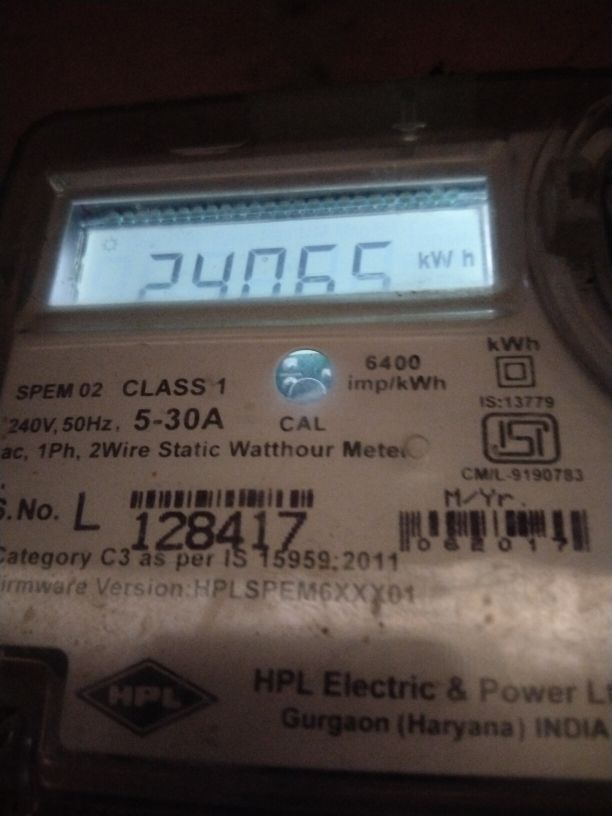 24065 kWh
kWh
6400
imp/kWh
SPEM 02 CLASS 1
IS:13779
240V, 50Hz, 5-30A
CAL
ac, 1Ph, 2Wire Static Watthour Meter
CM/L-9190783
S.No. L 128417
M/Yr.
062017
Category C3 as per IS 15959:2011
Firmware Version:HPLSPEM6XXX01
HPL
HPL Electric & Power Lt
Gurgaon (Haryana) INDIA